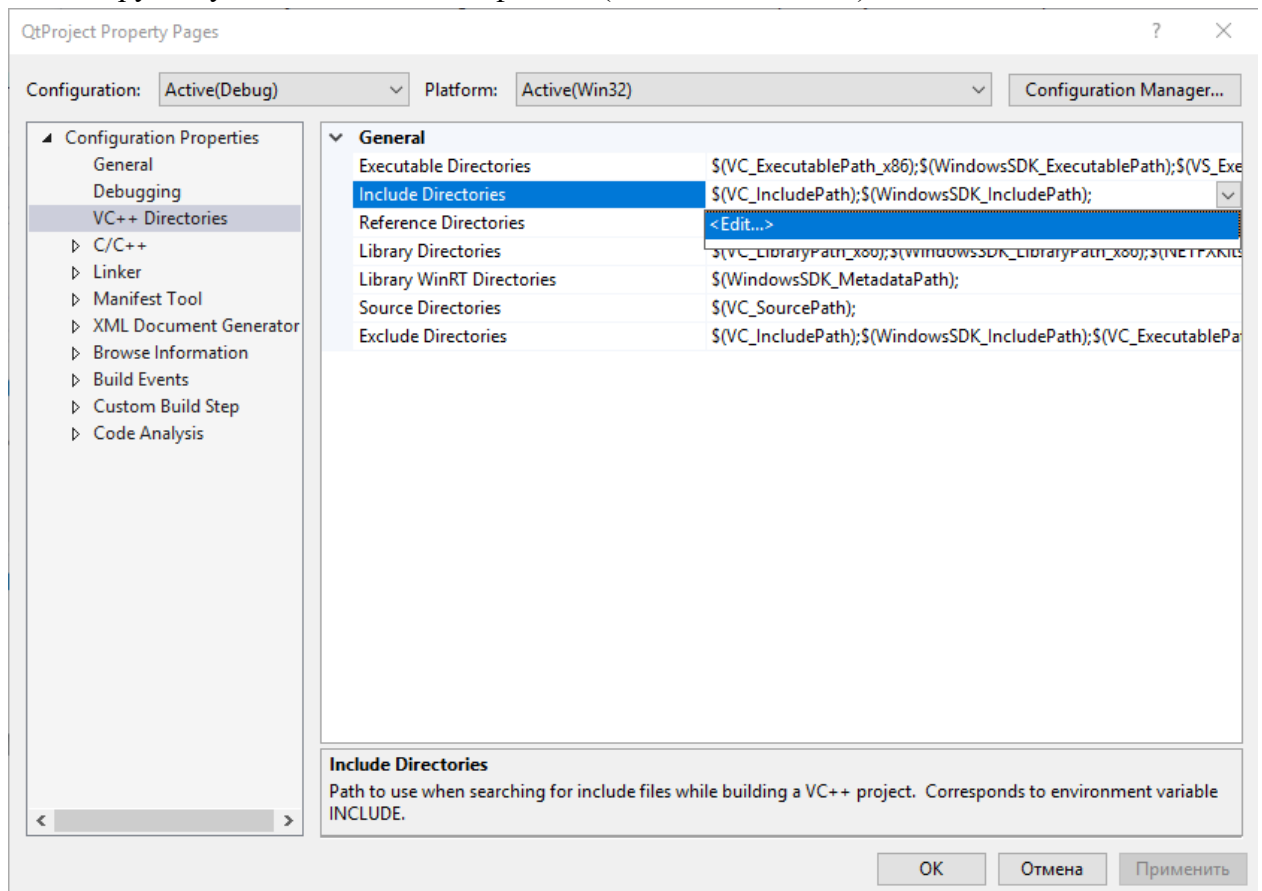 QtProject Property Pages
Configuration: Active(Debug) Platform: Active(Win32) Configuration Manager...
Configuration Properties
General
Debugging
VC++ Directories
C/C++
Linker
Manifest Tool
XML Document Generator
Browse Information
Build Events
Custom Build Step
Code Analysis
General
Executable Directories $(VC_ExecutablePath_x86);$(WindowsSDK_ExecutablePath);$(VS_Exe
Include Directories $(VC_IncludePath);$(WindowsSDK_IncludePath);
Reference Directories <Edit...>
Library Directories $(VC_LibraryPath_x86);$(WindowsSDK_LibraryPath_x86);$(NETFXKits
Library WinRT Directories $(WindowsSDK_MetadataPath);
Source Directories $(VC_SourcePath);
Exclude Directories $(VC_IncludePath);$(WindowsSDK_IncludePath);$(VC_ExecutablePa
Include Directories
Path to use when searching for include files while building a VC++ project. Corresponds to environment variable
INCLUDE.
OK Отмена Применить